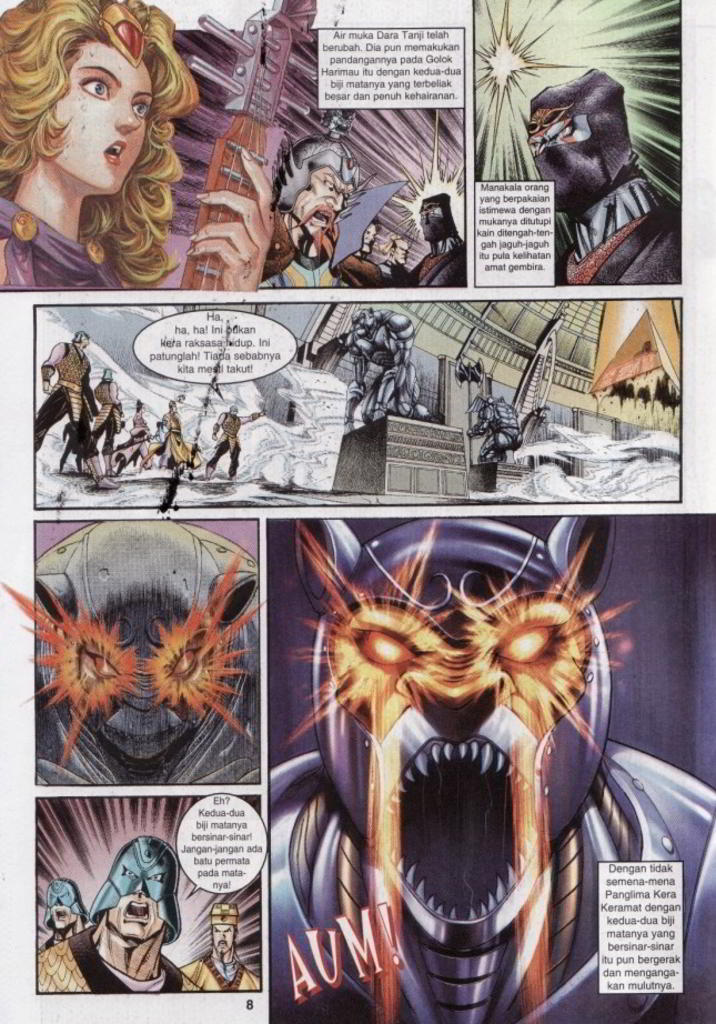 Air muka Dara Tanji telah
berubah. Dia pun memakukan
pandangannya pada Golok
Harimau itu dengan kedua-dua
biji matanya yang terbeliak
besar dan penuh kehairanan.
Manakala orang
yang berpakaian
istimewa dengan
mukanya ditutupi
kain ditengah-ten-
gah jaguh-jaguh
itu pula kelihatan
amat gembira.
Ha,
ha, ha! Ini bukan
kera raksasa hidup. Ini
patunglah! Tiada sebabnya
kita mesti takut!
Eh?
Kedua-dua
biji matanya
bersinar-sinar!
Jangan-jangan ada
batu permata
pada mata-
nya!
AUM!
Dengan tidak
semena-mena
Panglima Kera
Keramat dengan
kedua-dua biji
matanya yang
bersinar-sinar
itu pun bergerak
dan menganga-
kan mulutnya.
8